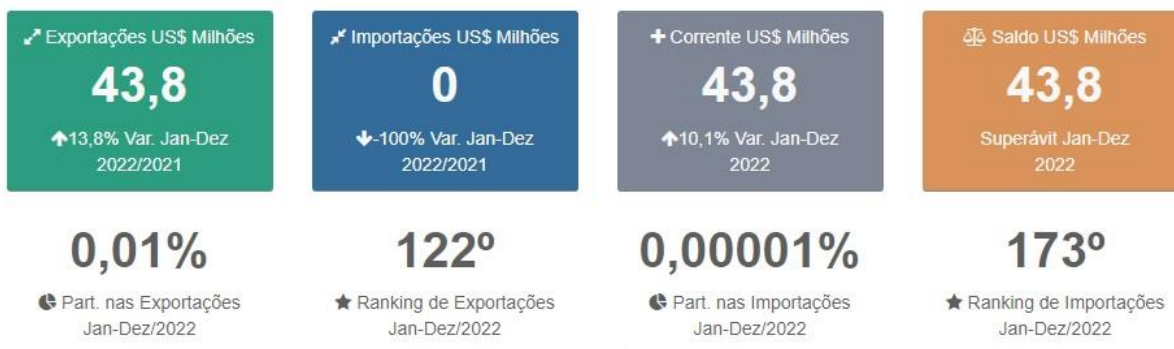 Exportações US$ Milhões
43,8
13,8% Var. Jan-Dez
2022/2021
Importações US$ Milhões
0
-100% Var. Jan-Dez
2022/2021
Corrente US$ Milhões
43,8
10,1% Var. Jan-Dez
2022
Saldo US$ Milhões
43,8
Superávit Jan-Dez
2022
0,01%
Part. nas Exportações
Jan-Dez/2022
122º
Ranking de Exportações
Jan-Dez/2022
0,00001%
Part. nas Importações
Jan-Dez/2022
173º
Ranking de Importações
Jan-Dez/2022